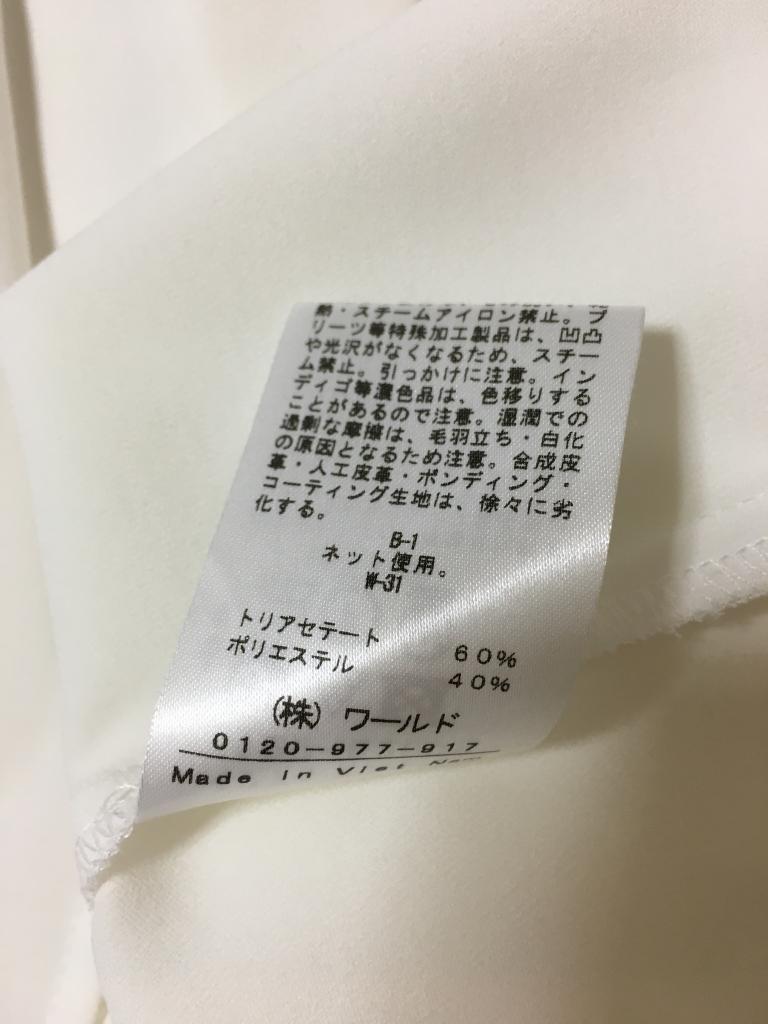 熱・スチームアイロン禁止。プ
リーツ等特殊加工製品は、凹凸
や光沢がなくなるため、スチー
ム禁止。引っかけに注意。イン
ディゴ等濃色品は、色移りする
ことがあるので注意。湿潤での
過剰な摩擦は、毛羽立ち・白化
の原因となるため注意。合成皮
革・人工皮革・ボンディング・
コーティング生地は、徐々に劣
化する。
B-1
ネット使用。
W-31
トリアセテート 60%
ポリエステル 40%
(株)ワールド
0120-977-917
Made in Viet Nam